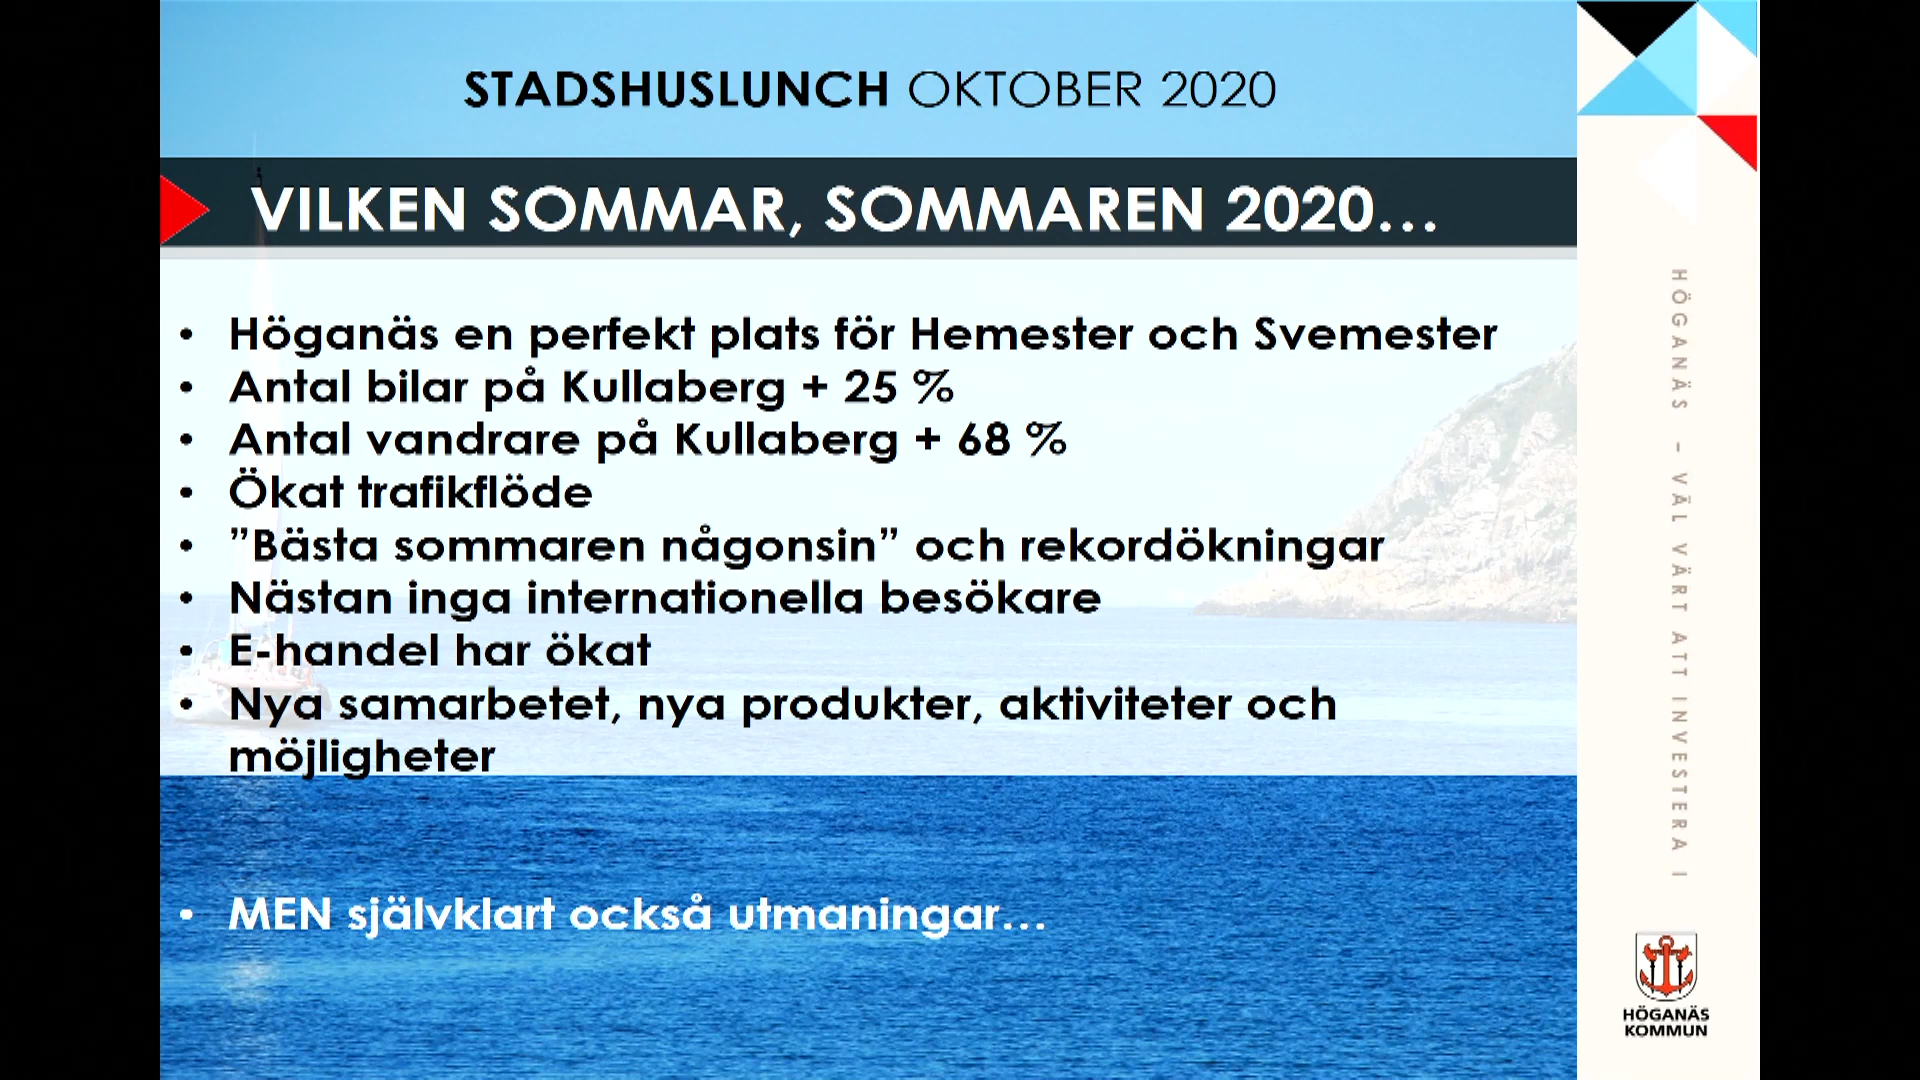 STADSHUSLUNCH OKTOBER 2020
VILKEN SOMMAR, SOMMAREN 2020...
• Höganäs en perfekt plats för Hemester och Svemester
• Antal bilar på Kullaberg + 25 %
• Antal vandrare på Kullaberg + 68 %
• Ökat trafikflöde
• ”Bästa sommaren någonsin” och rekordökningar
• Nästan inga internationella besökare
• E-handel har ökat
• Nya samarbetet, nya produkter, aktiviteter och
möjligheter
• MEN självklart också utmaningar...
HÖGANÄS – VÄL VÄRT ATT INVESTERA I
HÖGANÄS
KOMMUN